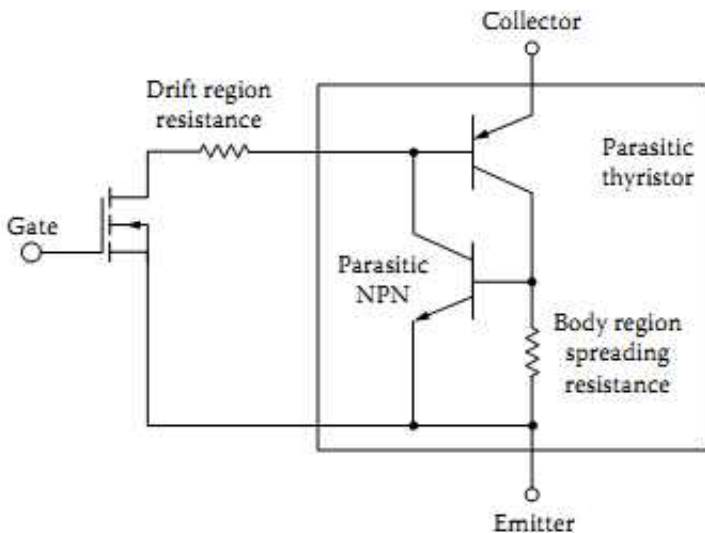 Collector
Drift region
resistance
Parasitic
thyristor
Gate
Parasitic
NPN
Body region
spreading
resistance
Emitter